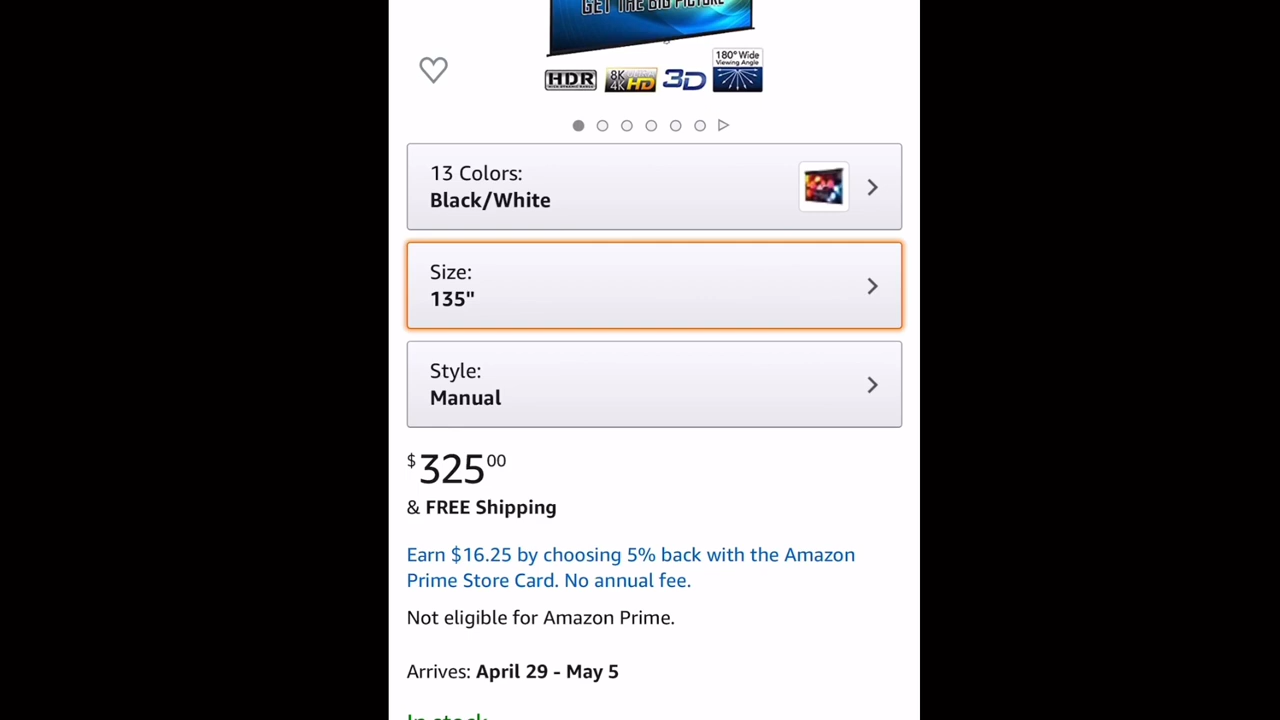 GET THE BIG PICTURE
HDR
8K
4K
HD
3D
180° Wide
Viewing Angle
13 Colors:
Black/White
Size:
135"
Style:
Manual
$325 00
& FREE Shipping
Earn $16.25 by choosing 5% back with the Amazon
Prime Store Card. No annual fee.
Not eligible for Amazon Prime.
Arrives: April 29 - May 5
In stock